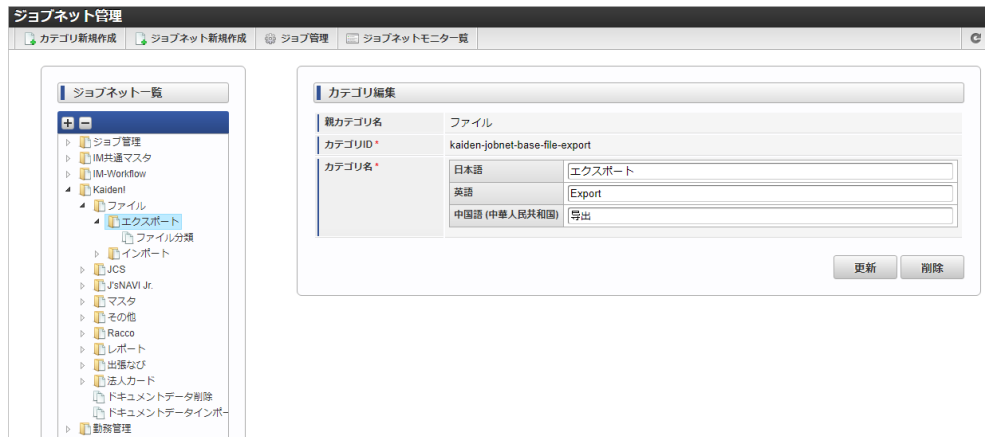 ジョブネット管理
カテゴリ新規作成 ジョブネット新規作成 ジョブ管理 ジョブネットモニター覧
ジョブネット一覧
ジョブ管理
IM共通マスタ
IM-Workflow
Kaiden!
ファイル
エクスポート
ファイル分類
インポート
JCS
J'sNAVI Jr.
マスタ
その他
Racco
レポート
出張なび
法人カード
ドキュメントデータ削除
ドキュメントデータインポー
勤務管理
カテゴリ編集
親カテゴリ名 ファイル
カテゴリID * kaiden-jobnet-base-file-export
カテゴリ名 *
日本語 エクスポート
英語 Export
中国語 (中華人民共和国) 导出
更新 削除